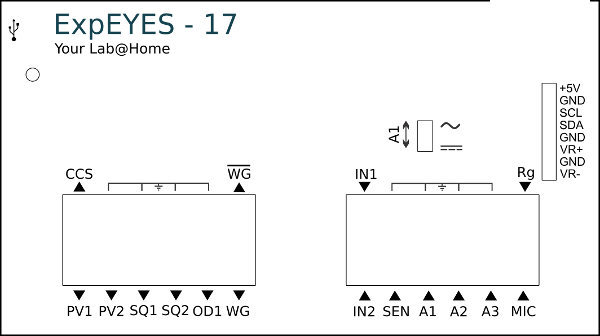 ExpEYES - 17
Your Lab@Home
+5V
GND
SCL
SDA
GND
VR+
GND
VR-
A1
CCS
WG
IN1
Rg
PV1 PV2 SQ1 SQ2 OD1 WG
IN2 SEN A1 A2 A3 MIC